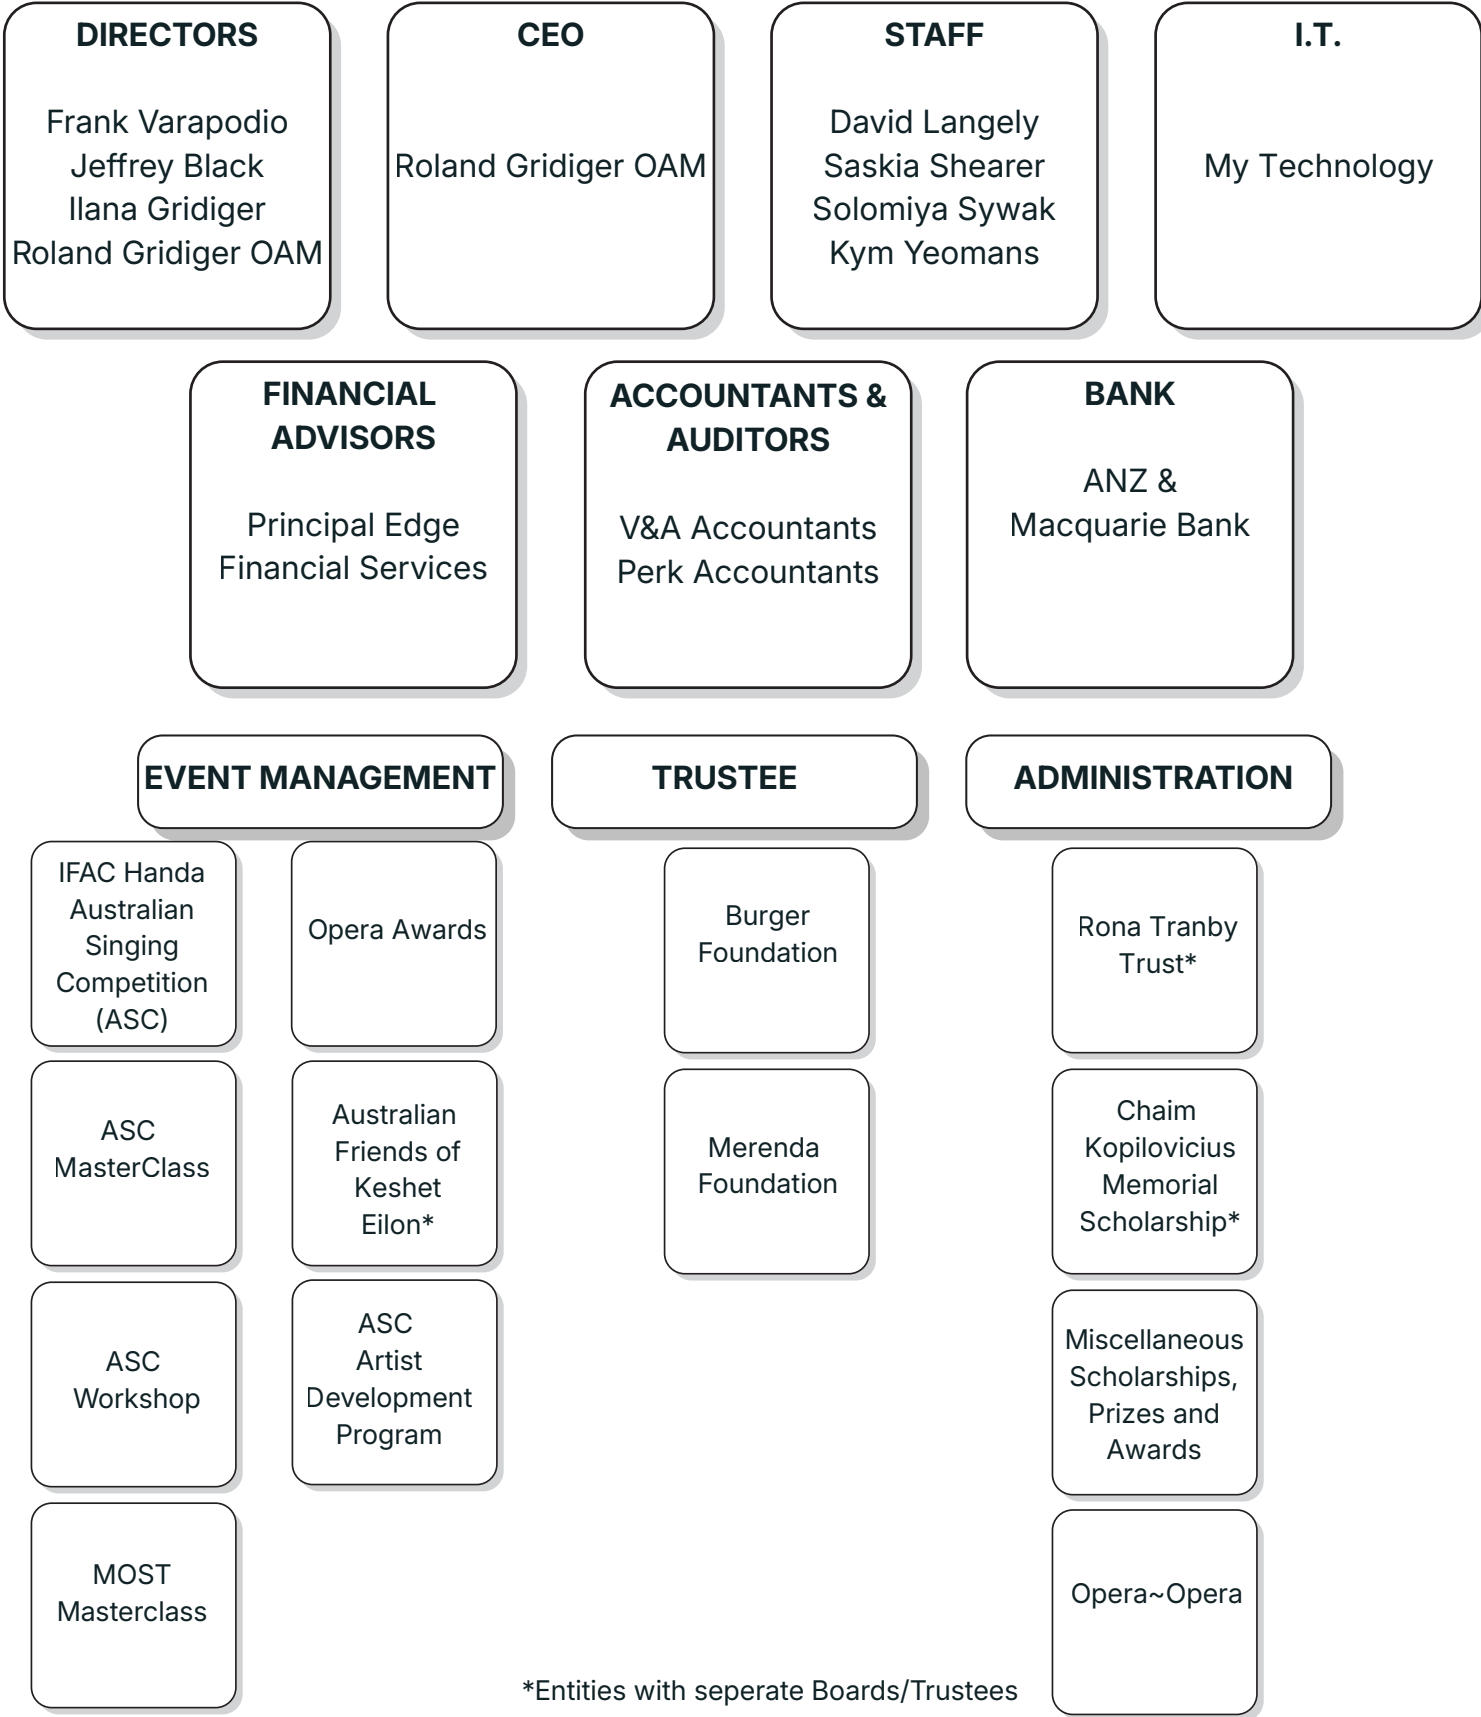 DIRECTORS
Frank Varapodio
Jeffrey Black
Ilana Gridiger
Roland Gridiger OAM
CEO
Roland Gridiger OAM
STAFF
David Langely
Saskia Shearer
Solomiya Sywak
Kym Yeomans
I.T.
My Technology
FINANCIAL
ADVISORS
Principal Edge
Financial Services
ACCOUNTANTS &
AUDITORS
V&A Accountants
Perk Accountants
BANK
ANZ &
Macquarie Bank
EVENT MANAGEMENT
IFAC Handa
Australian
Singing
Competition
(ASC)
Opera Awards
ASC
MasterClass
Australian
Friends of
Keshet
Eilon*
ASC
Workshop
ASC
Artist
Development
Program
MOST
Masterclass
TRUSTEE
Burger
Foundation
Merenda
Foundation
ADMINISTRATION
Rona Tranby
Trust*
Chaim
Kopilovicius
Memorial
Scholarship*
Miscellaneous
Scholarships,
Prizes and
Awards
Opera~Opera
*Entities with seperate Boards/Trustees